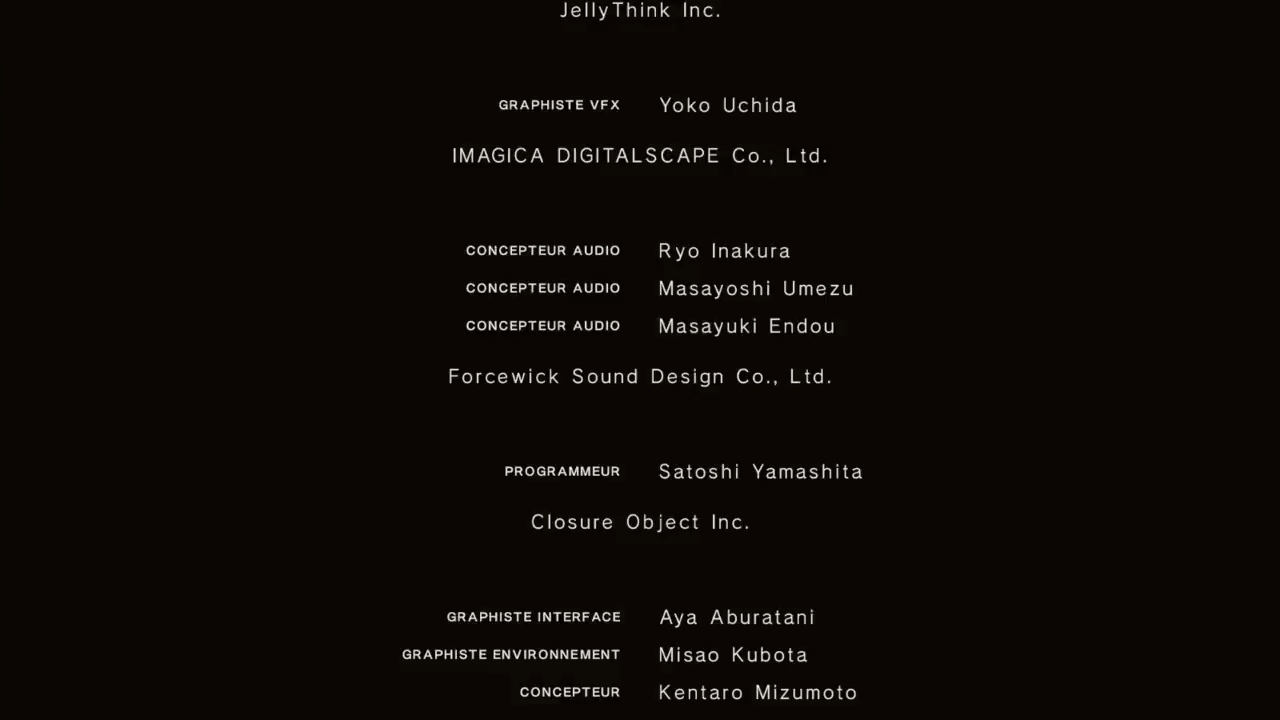 JellyThink Inc.
GRAPHISTE VFX Yoko Uchida
IMAGICA DIGITALSCAPE Co., Ltd.
CONCEPTEUR AUDIO Ryo Inakura
CONCEPTEUR AUDIO Masayoshi Umezu
CONCEPTEUR AUDIO Masayuki Endou
Forcewick Sound Design Co., Ltd.
PROGRAMMEUR Satoshi Yamashita
Closure Object Inc.
GRAPHISTE INTERFACE Aya Aburatani
GRAPHISTE ENVIRONNEMENT Misao Kubota
CONCEPTEUR Kentaro Mizumoto